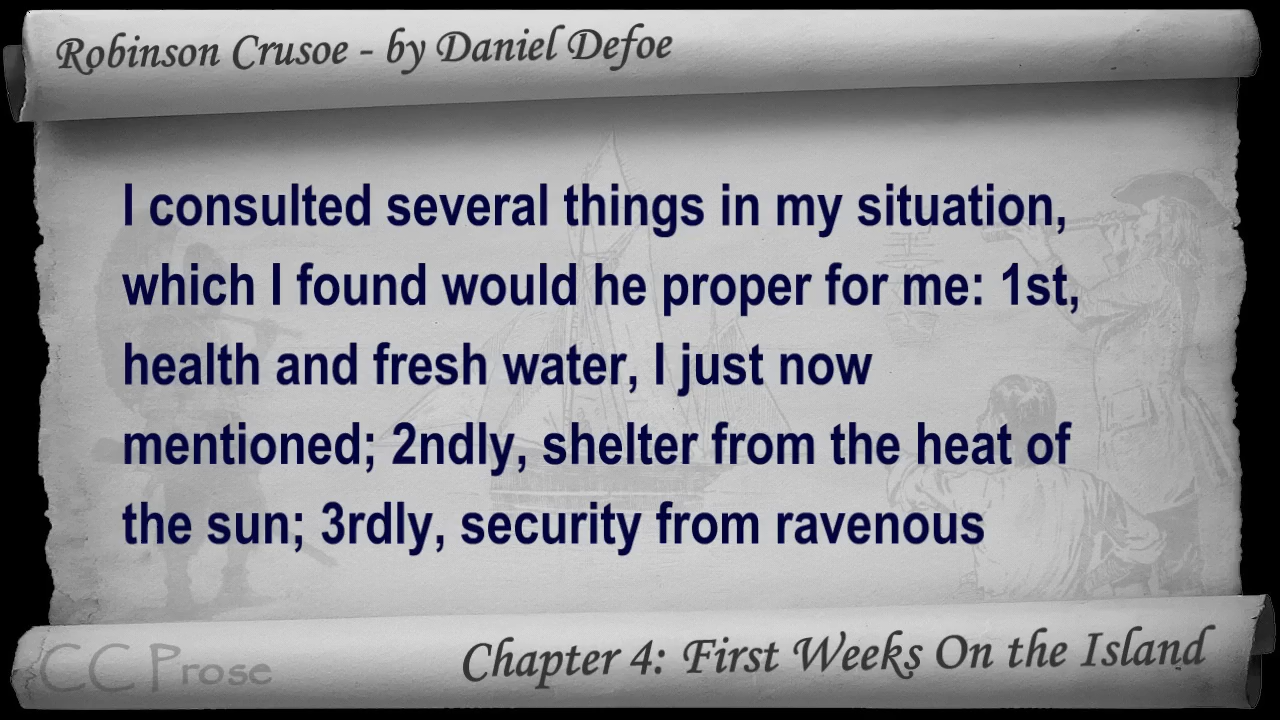 Robinson Crusoe - by Daniel Defoe
I consulted several things in my situation,
which I found would he proper for me: 1st,
health and fresh water, I just now
mentioned; 2ndly, shelter from the heat of
the sun; 3rdly, security from ravenous
CC Prose
Chapter 4: First Weeks On the Island